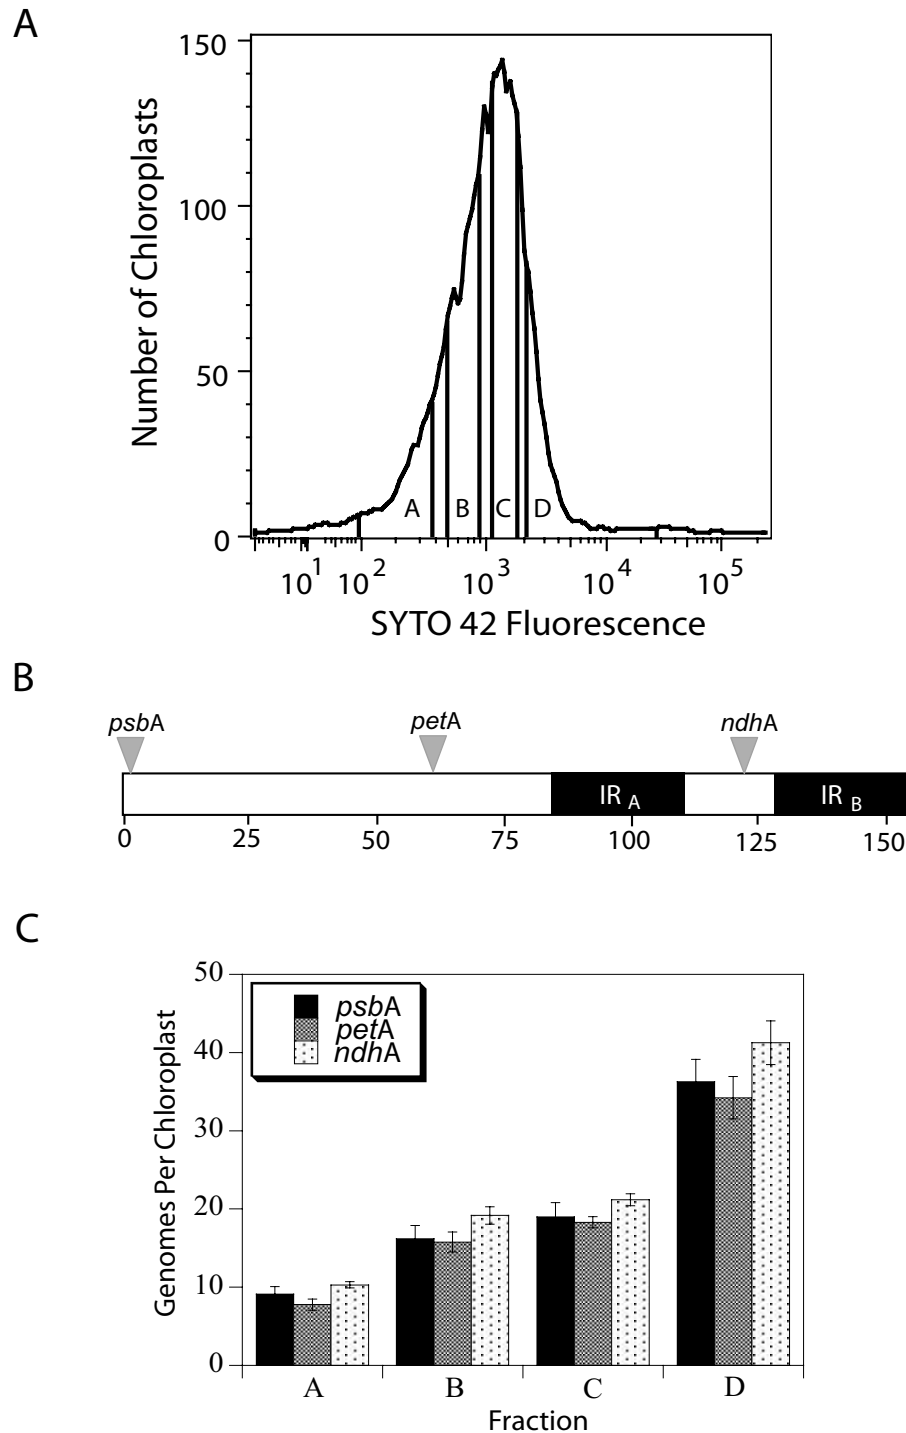 A
150
100
50
0
Number of Chloroplasts
A B C D
10^1 10^2 10^3 10^4 10^5
SYTO 42 Fluorescence
B
psbA petA ndhA
IR A IR B
0 25 50 75 100 125 150
C
50
40
30
20
10
0
Genomes Per Chloroplast
psbA
petA
ndhA
A B C D
Fraction